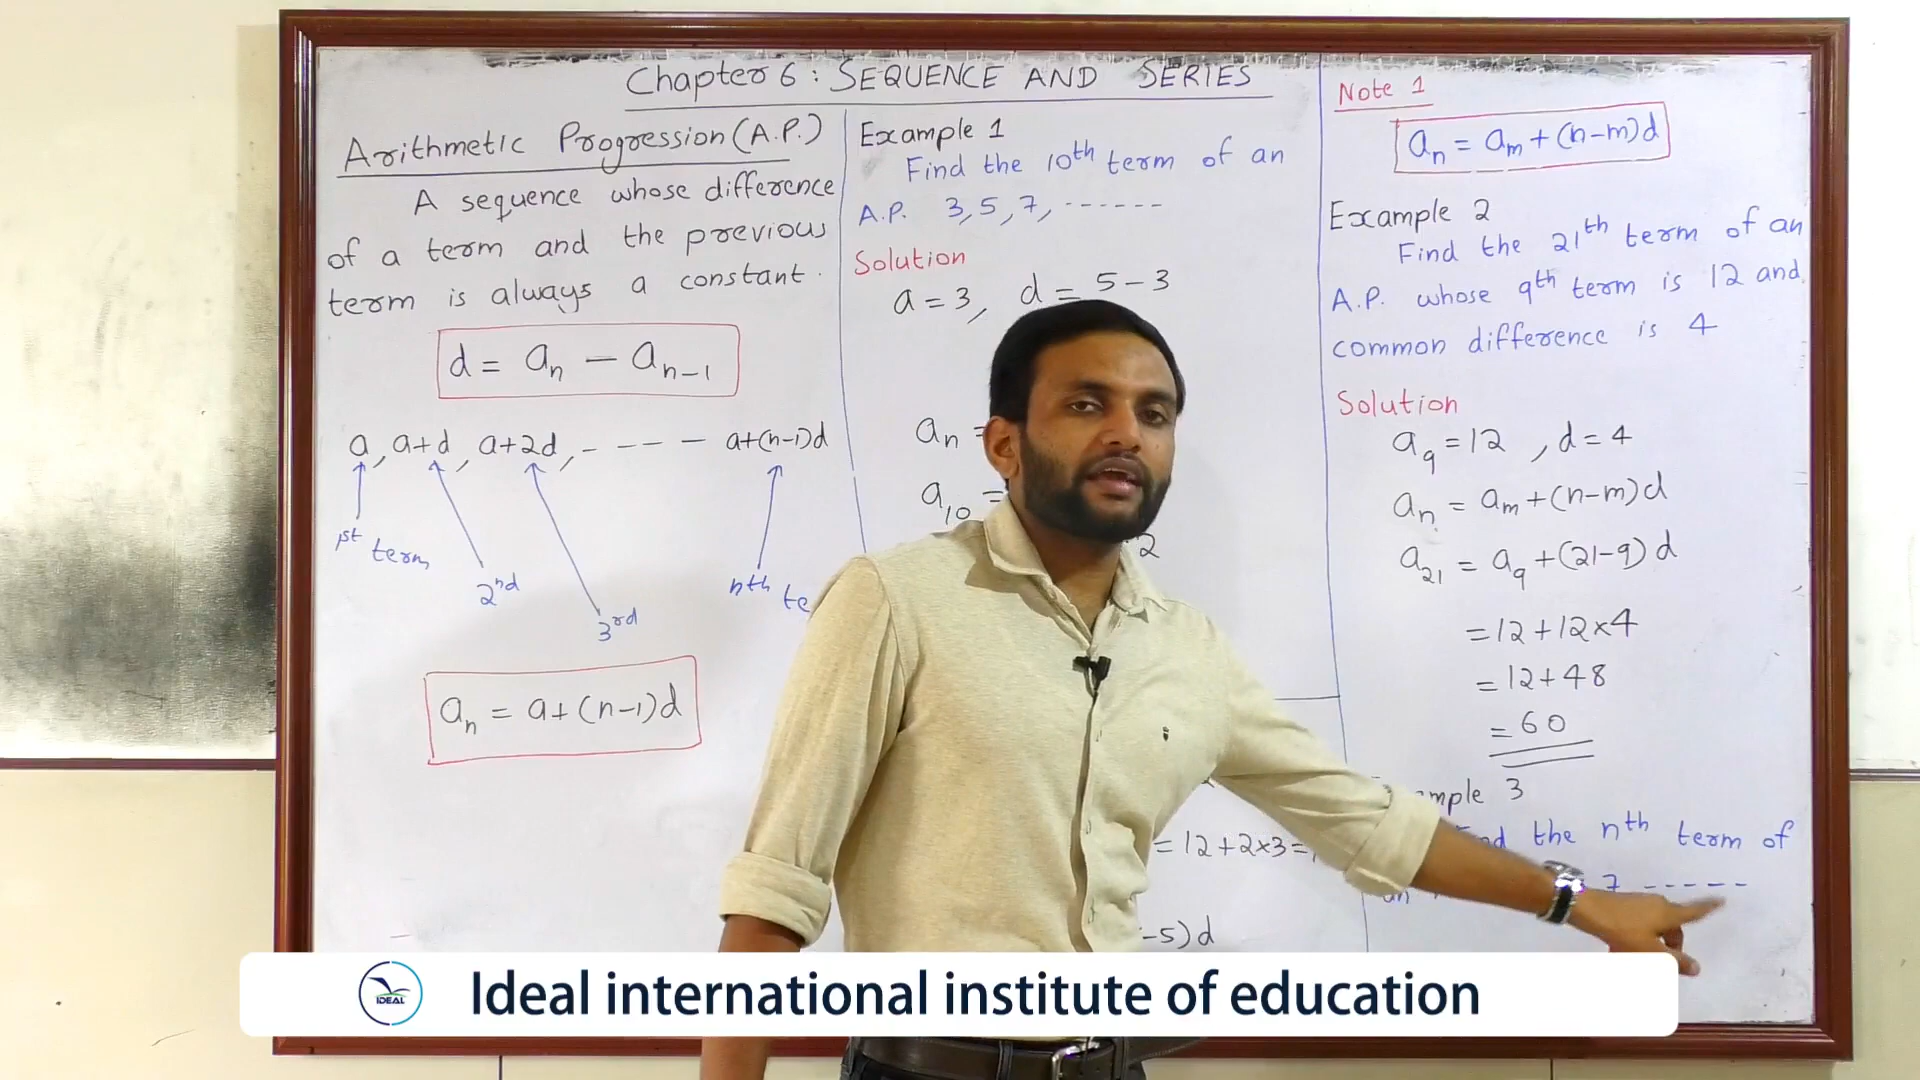 Chapter 6 : SEQUENCE AND SERIES
Arithmetic Progression (A.P.)
A sequence whose difference
of a term and the previous
term is always a constant.
d = aₙ − aₙ₋₁
a, a+d, a+2d, - - - - a+(n-1)d
1st term
2nd
3rd
nth
aₙ = a+(n-1)d
Example 1
Find the 10th term of an
A.P. 3, 5, 7, ------
Solution
a = 3, d = 5-3
aₙ =
a₁₀ =
= 12+2×3=
-5)d
Note 1
aₙ = aₘ + (n-m)d
Example 2
Find the 21th term of an
A.P. whose 9th term is 12 and
common difference is 4
Solution
a₉ = 12, d = 4
aₙ = aₘ + (n-m)d
a₂₁ = a₉ + (21-9)d
= 12+12×4
= 12+48
= 60
3
the nth term of
7 -----
IDEAL
Ideal international institute of education